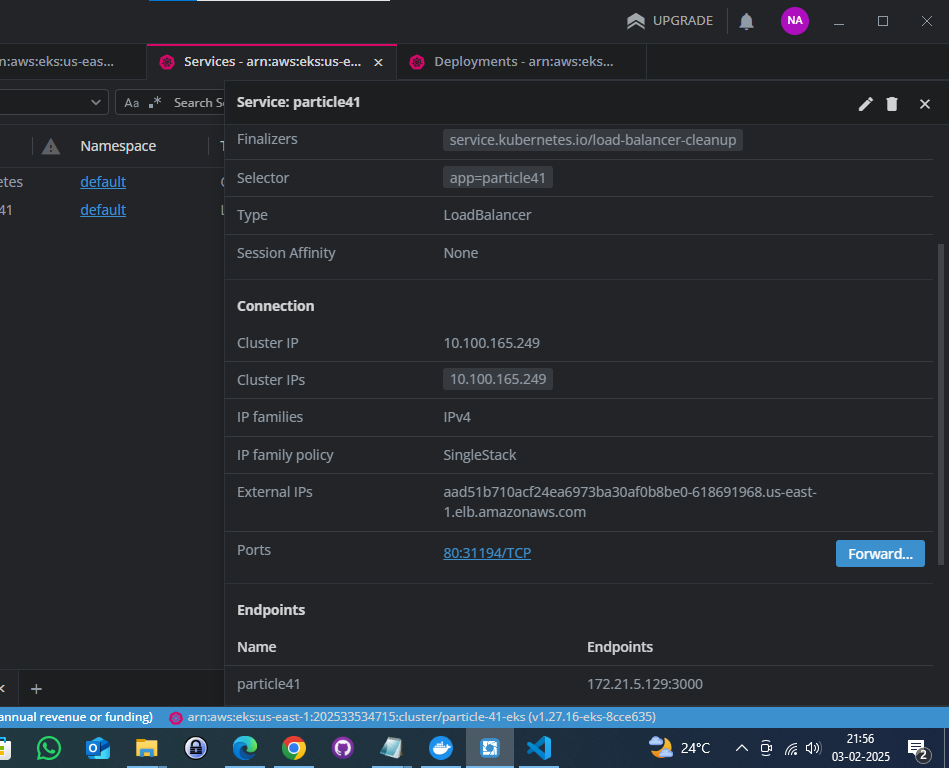 UPGRADE
NA
n:aws:eks:us-eas...
Services - arn:aws:eks:us-e...
Deployments - arn:aws:eks...
Aa .* Search Se
Service: particle41
Namespace
etes default
41 default
Finalizers service.kubernetes.io/load-balancer-cleanup
Selector app=particle41
Type LoadBalancer
Session Affinity None
Connection
Cluster IP 10.100.165.249
Cluster IPs 10.100.165.249
IP families IPv4
IP family policy SingleStack
External IPs aad51b710acf24ea6973ba30af0b8be0-618691968.us-east-
1.elb.amazonaws.com
Ports 80:31194/TCP Forward...
Endpoints
Name Endpoints
particle41 172.21.5.129:3000
annual revenue or funding) arn:aws:eks:us-east-1:202533534715:cluster/particle-41-eks (v1.27.16-eks-8cce635)
24°C
21:56
03-02-2025
2